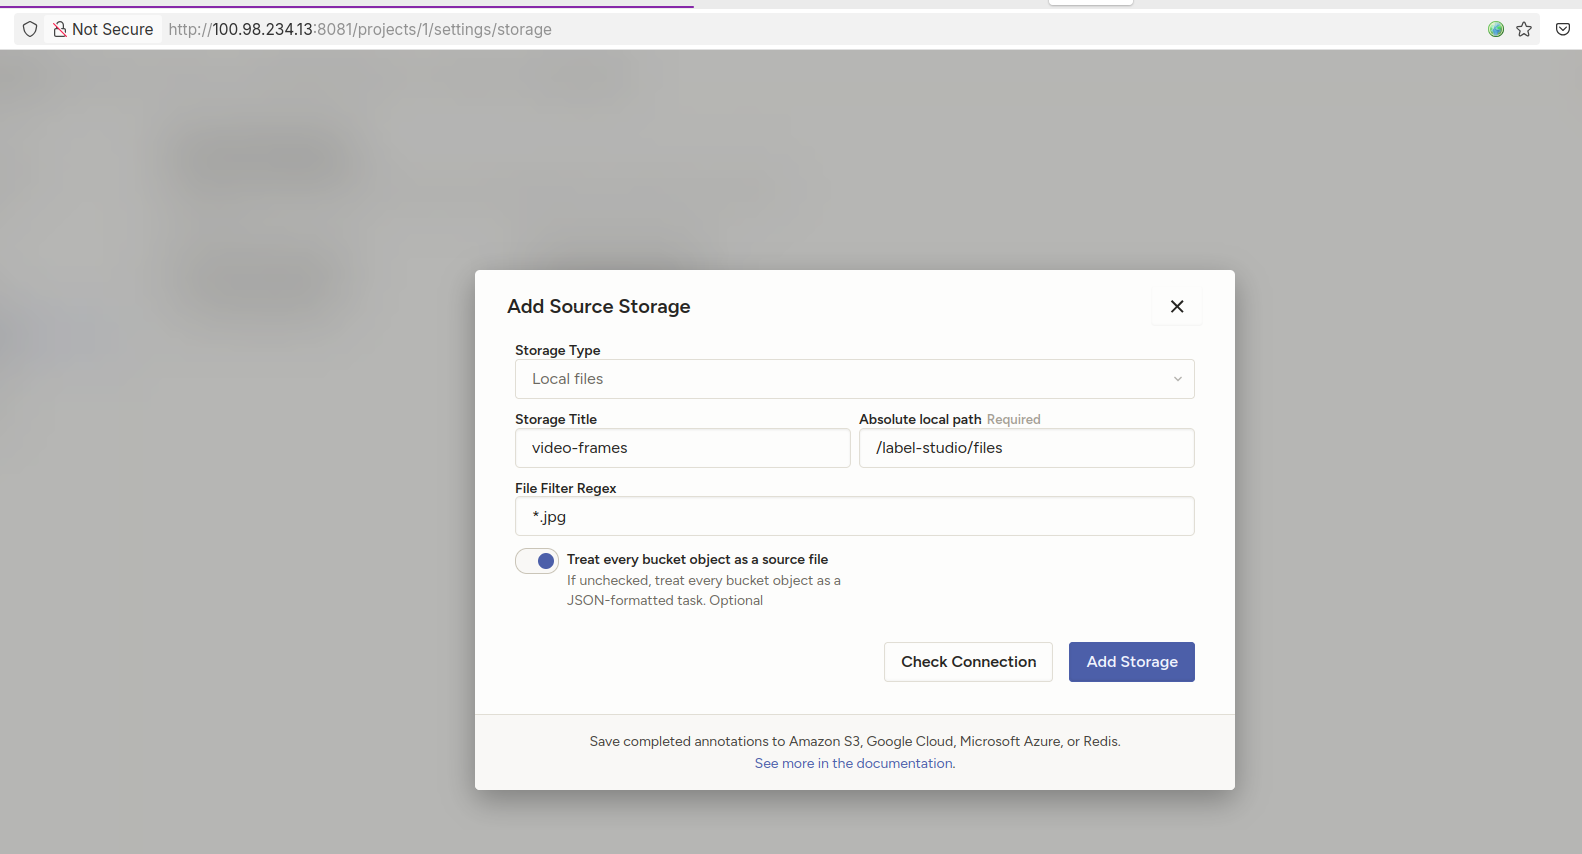 Not Secure http://100.98.234.13:8081/projects/1/settings/storage
Add Source Storage
Storage Type
Local files
Storage Title
Absolute local path Required
video-frames
/label-studio/files
File Filter Regex
*.jpg
Treat every bucket object as a source file
If unchecked, treat every bucket object as a
JSON-formatted task. Optional
Check Connection
Add Storage
Save completed annotations to Amazon S3, Google Cloud, Microsoft Azure, or Redis.
See more in the documentation.